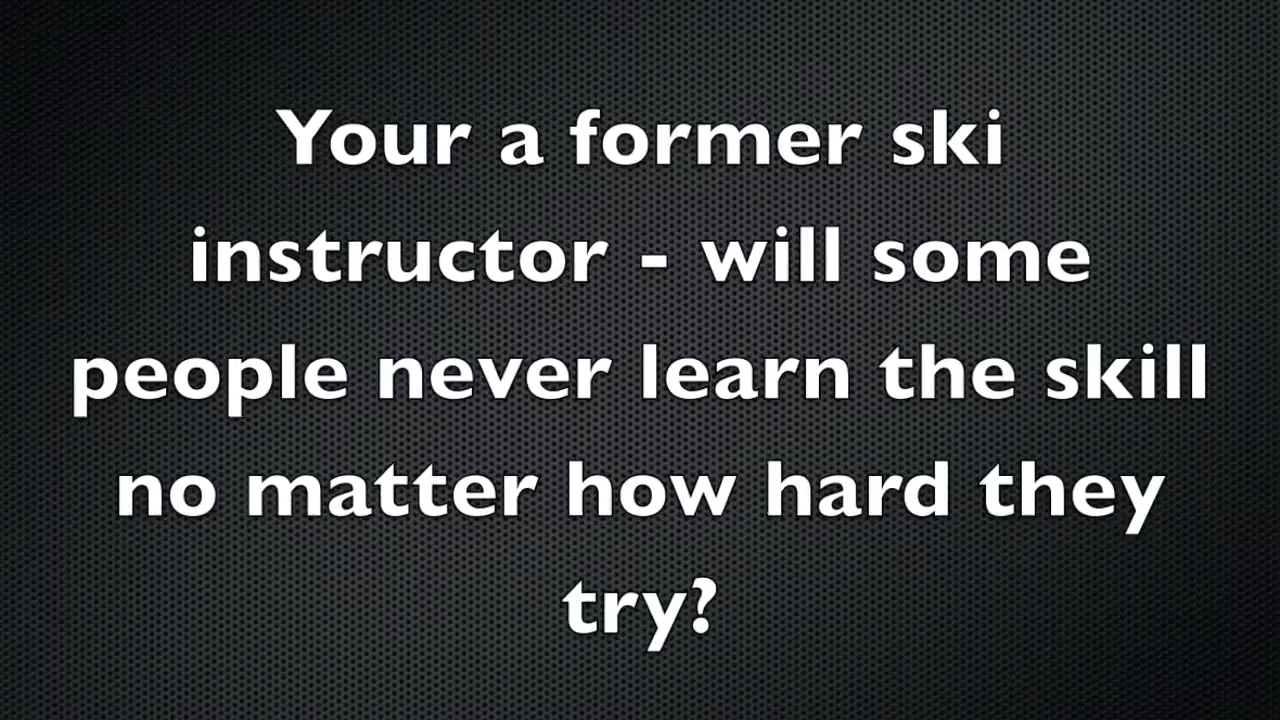 Your a former ski
instructor - will some
people never learn the skill
no matter how hard they
try?